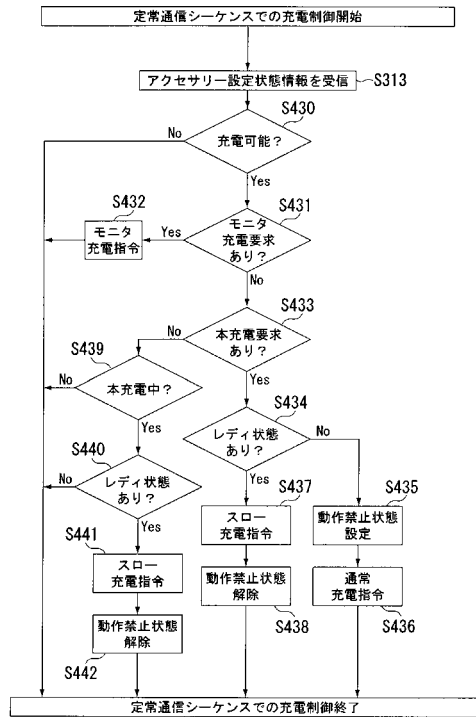 定常通信シーケンスでの充電制御開始
アクセサリー設定状態情報を受信
S313
S430
充電可能？
No
Yes
S431
モニタ
充電要求
あり？
Yes
No
S432
モニタ
充電指令
S433
本充電要求
あり？
No
Yes
S439
本充電中？
No
Yes
S434
レディ状態
あり？
No
Yes
S440
レディ状態
あり？
No
Yes
S437
スロー
充電指令
S435
動作禁止状態
設定
S441
スロー
充電指令
動作禁止状態
解除
S438
通常
充電指令
S436
動作禁止状態
解除
S442
定常通信シーケンスでの充電制御終了